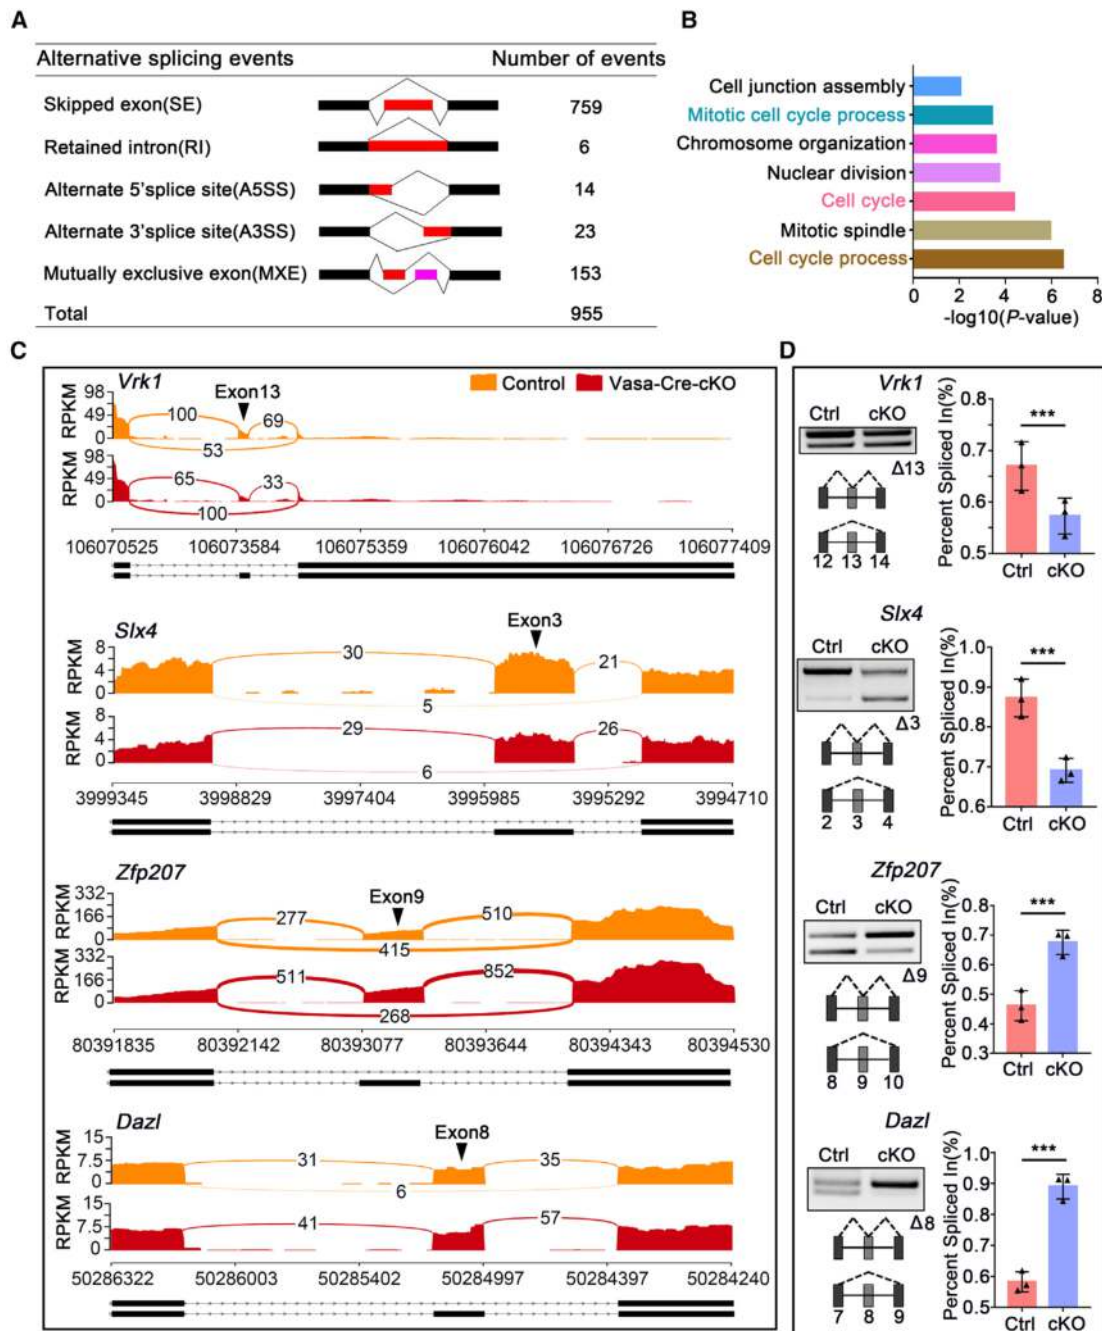 A
Alternative splicing events Number of events
Skipped exon(SE) 759
Retained intron(RI) 6
Alternate 5'splice site(A5SS) 14
Alternate 3'splice site(A3SS) 23
Mutually exclusive exon(MXE) 153
Total 955
B
Cell junction assembly
Mitotic cell cycle process
Chromosome organization
Nuclear division
Cell cycle
Mitotic spindle
Cell cycle process
0 2 4 6 8
-log10(P-value)
C
Vrk1
Exon13
Control Vasa-Cre-cKO
RPKM 98 49 0
100 69
53
RPKM 98 49 0
65 33
100
106070525 106073584 106075359 106076042 106076726 106077409
Slx4
Exon3
RPKM 8 4 0
30 21
5
RPKM 8 4 0
29 26
6
3999345 3998829 3997404 3995985 3995292 3994710
Zfp207
Exon9
RPKM 332 166 0
277 510
415
RPKM 332 166 0
511 852
268
80391835 80392142 80393077 80393644 80394343 80394530
Dazl
Exon8
RPKM 15 7.5 0
31 35
6
RPKM 15 7.5 0
41 57
50286322 50286003 50285402 50284997 50284397 50284240
D
Vrk1
Ctrl cKO
Δ13
12 13 14
Percent Spliced In(%)
0.8
0.7
0.6
0.5
***
Ctrl cKO
Slx4
Ctrl cKO
Δ3
2 3 4
Percent Spliced In(%)
1.0
0.9
0.8
0.7
0.6
***
Ctrl cKO
Zfp207
Ctrl cKO
Δ9
8 9 10
Percent Spliced In(%)
0.8
0.7
0.6
0.5
0.4
0.3
***
Ctrl cKO
Dazl
Ctrl cKO
Δ8
7 8 9
Percent Spliced In(%)
1.0
0.9
0.8
0.7
0.6
0.5
***
Ctrl cKO